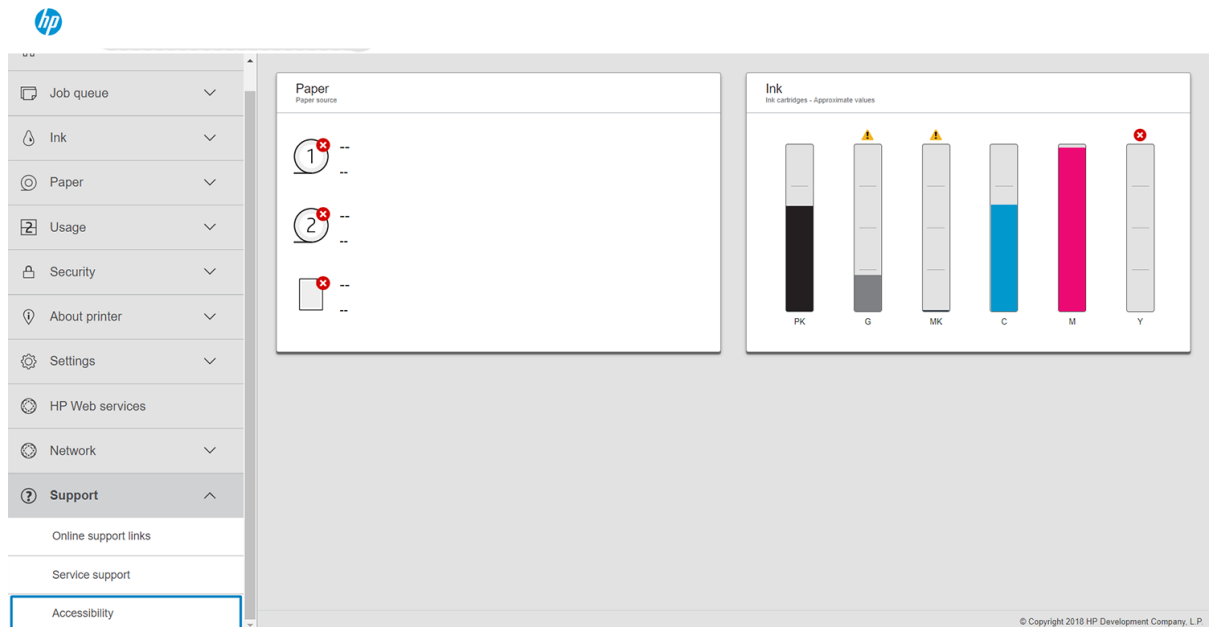 hp
Job queue
Ink
Paper
Usage
Security
About printer
Settings
HP Web services
Network
Support
Online support links
Service support
Accessibility
Paper
Paper source
1
--
--
2
--
--
--
--
Ink
Ink cartridges - Approximate values
PK G MK C M Y
© Copyright 2018 HP Development Company, L.P.